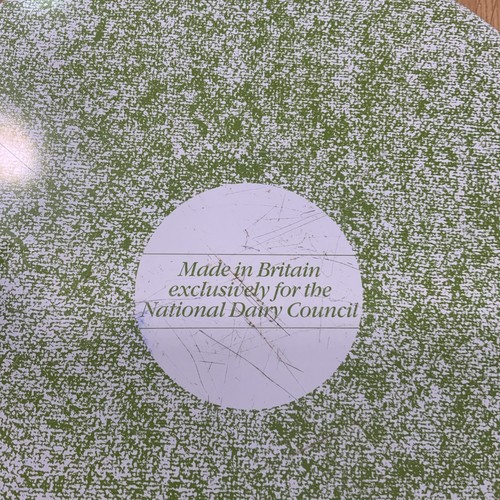 Made in Britain
exclusively for the
National Dairy Council